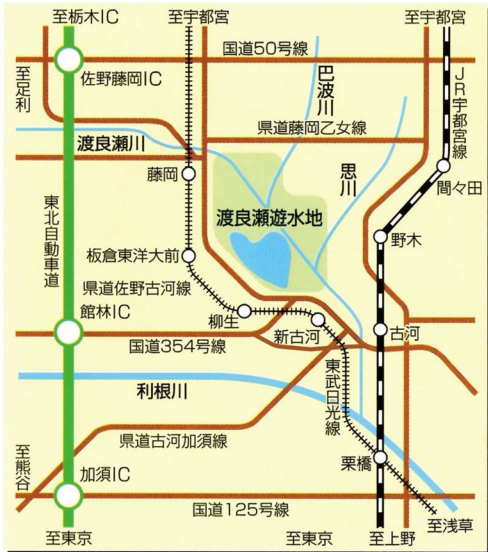 至栃木IC
至宇都宮
至宇都宮
国道50号線
佐野藤岡IC
至足利
巴波川
JR宇都宮線
県道藤岡乙女線
渡良瀬川
藤岡
思川
間々田
東北自動車道
渡良瀬遊水地
野木
板倉東洋大前
県道佐野古河線
館林IC
柳生
新古河
古河
国道354号線
東武日光線
利根川
県道古河加須線
至熊谷
加須IC
栗橋
国道125号線
至浅草
至東京
至東京
至上野